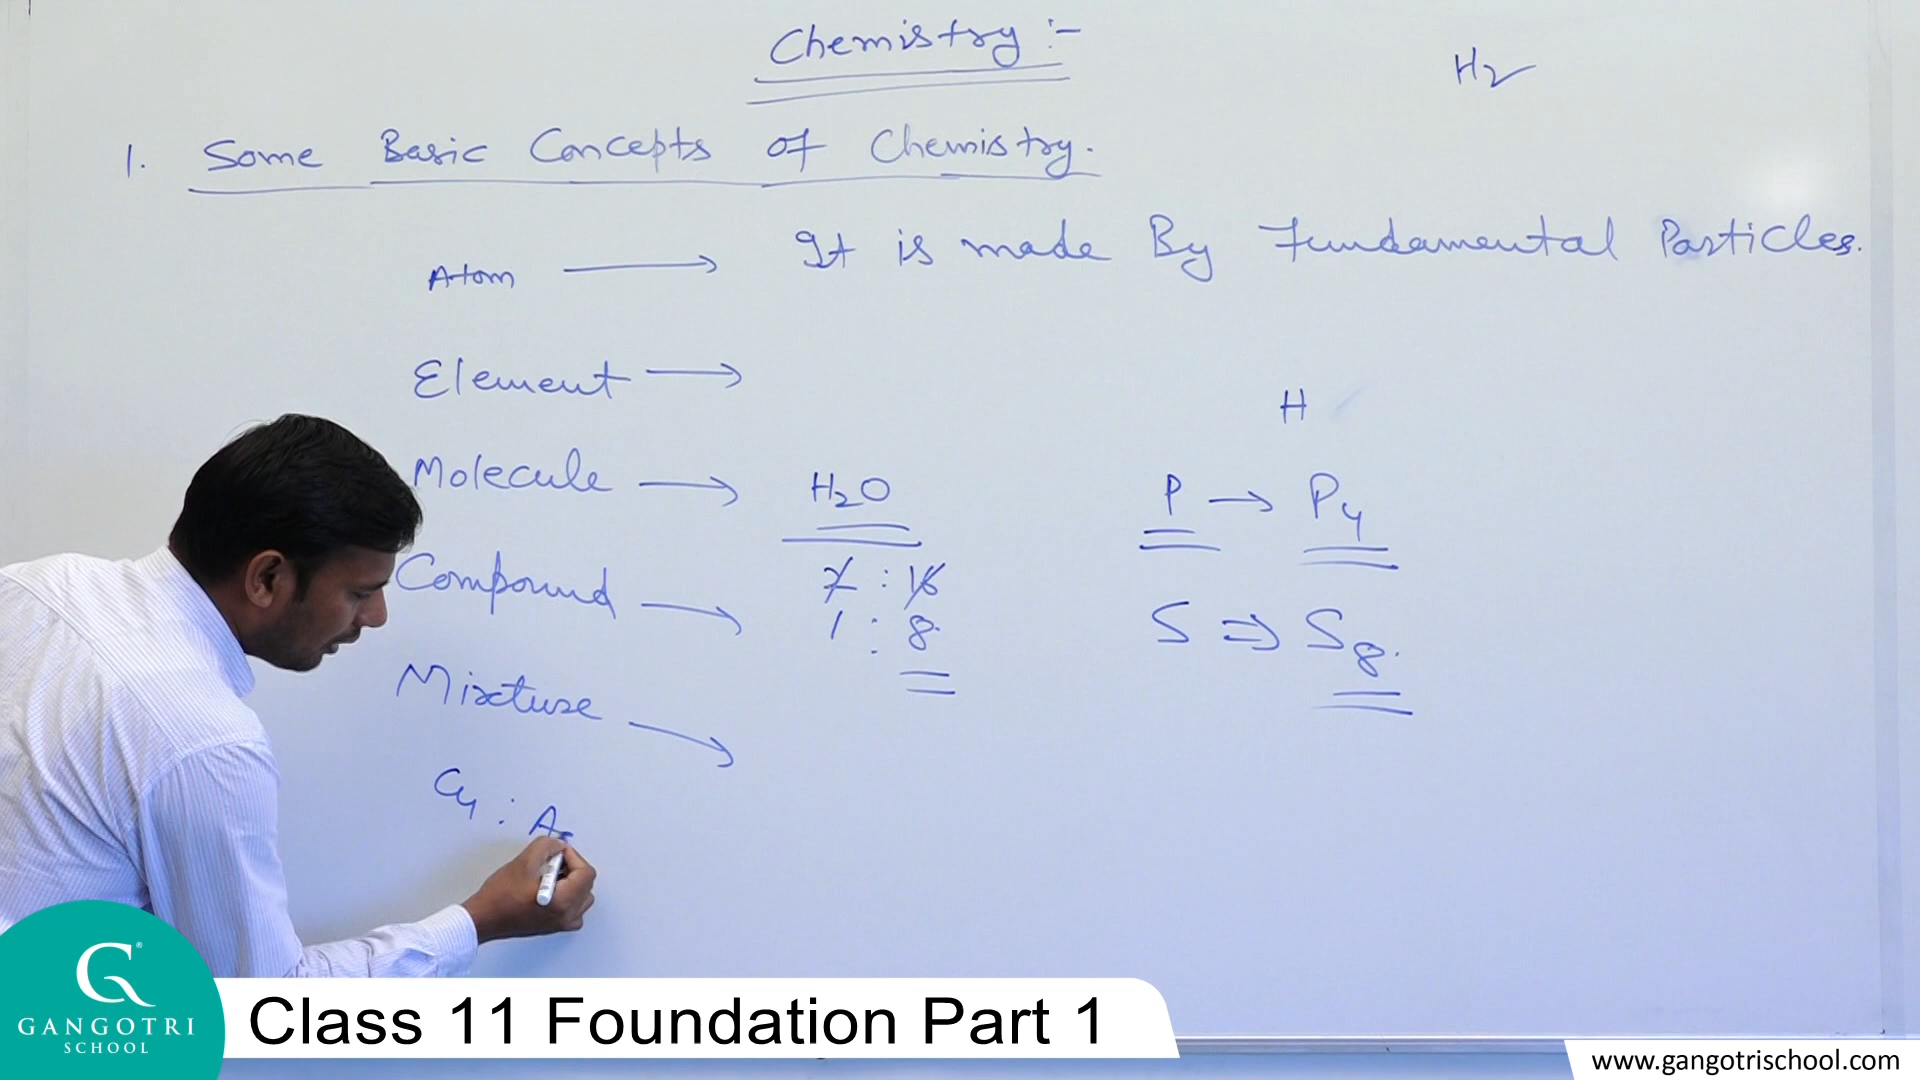 Chemistry :-
H2
1. Some Basic Concepts of Chemistry.
Atom → It is made By Fundamental Particles.
Element →
H
Molecule → H2O
P → P4
Compound →
2 : 16
1 : 8.
S ⇒ S8.
Mixture →
GANGOTRI
SCHOOL
Class 11 Foundation Part 1
www.gangotrischool.com